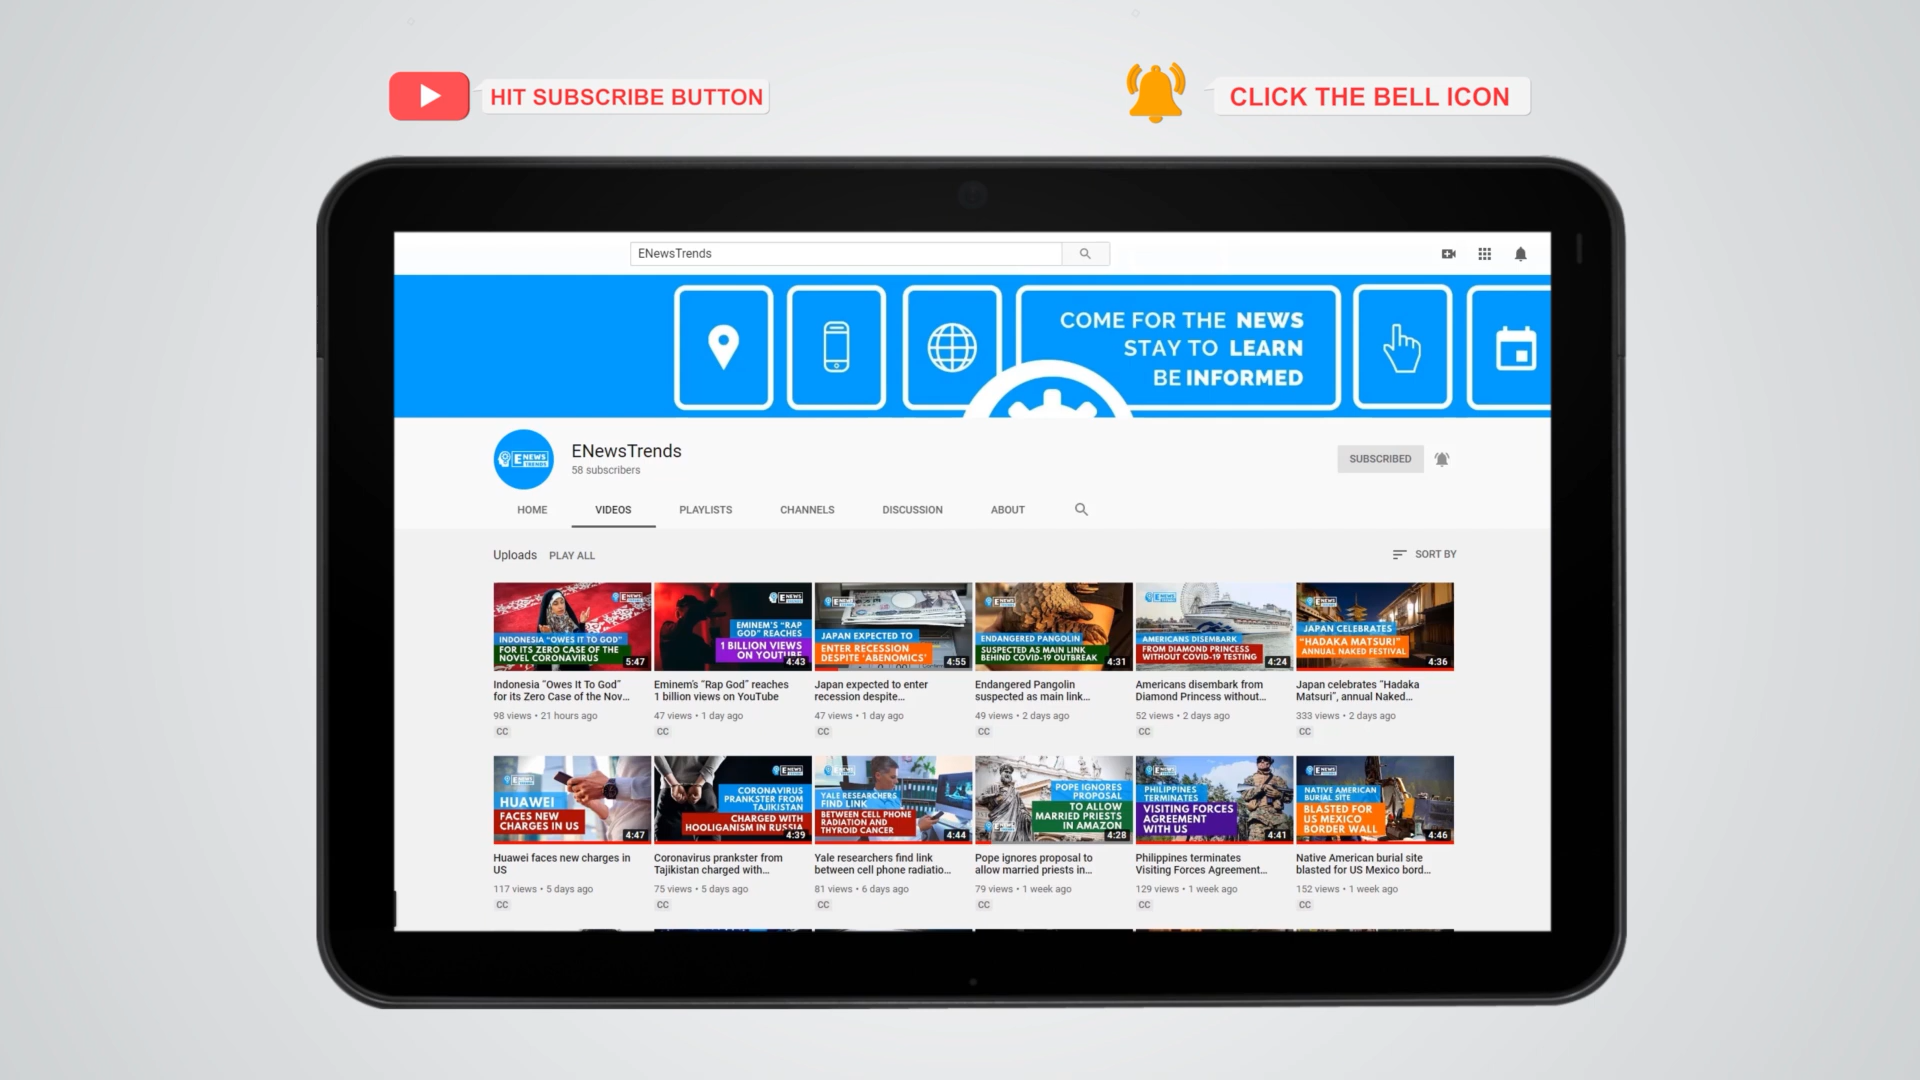 HIT SUBSCRIBE BUTTON
CLICK THE BELL ICON
ENewsTrends
COME FOR THE NEWS
STAY TO LEARN
BE INFORMED
E NEWS
TRENDS
ENewsTrends
58 subscribers
SUBSCRIBED
HOME
VIDEOS
PLAYLISTS
CHANNELS
DISCUSSION
ABOUT
Uploads
PLAY ALL
SORT BY
INDONESIA "OWES IT TO GOD"
FOR ITS ZERO CASE OF THE
NOVEL CORONAVIRUS
5:47
Indonesia "Owes It To God"
for its Zero Case of the Nov...
98 views • 21 hours ago
CC
EMINEM'S "RAP
GOD" REACHES
1 BILLION VIEWS
ON YOUTUBE
4:43
Eminem's "Rap God" reaches
1 billion views on YouTube
47 views • 1 day ago
CC
JAPAN EXPECTED TO
ENTER RECESSION
DESPITE 'ABENOMICS'
4:55
Japan expected to enter
recession despite...
47 views • 1 day ago
CC
ENDANGERED PANGOLIN
SUSPECTED AS MAIN LINK
BEHIND COVID-19 OUTBREAK
4:31
Endangered Pangolin
suspected as main link...
49 views • 2 days ago
CC
AMERICANS DISEMBARK
FROM DIAMOND PRINCESS
WITHOUT COVID-19 TESTING
4:24
Americans disembark from
Diamond Princess without...
52 views • 2 days ago
CC
JAPAN CELEBRATES
"HADAKA MATSURI"
ANNUAL NAKED FESTIVAL
4:36
Japan celebrates "Hadaka
Matsuri", annual Naked...
333 views • 2 days ago
CC
HUAWEI
FACES NEW
CHARGES IN US
4:47
Huawei faces new charges in
US
117 views • 5 days ago
CC
CORONAVIRUS
PRANKSTER FROM
TAJIKISTAN
CHARGED WITH
HOOLIGANISM IN RUSSIA
4:39
Coronavirus prankster from
Tajikistan charged with...
75 views • 5 days ago
CC
YALE RESEARCHERS
FIND LINK
BETWEEN CELL PHONE
RADIATION AND
THYROID CANCER
4:44
Yale researchers find link
between cell phone radiatio...
81 views • 6 days ago
CC
POPE IGNORES
PROPOSAL
TO ALLOW
MARRIED PRIESTS
IN AMAZON
4:28
Pope ignores proposal to
allow married priests in...
79 views • 1 week ago
CC
PHILIPPINES
TERMINATES
VISITING FORCES
AGREEMENT
WITH US
4:41
Philippines terminates
Visiting Forces Agreement...
129 views • 1 week ago
CC
NATIVE AMERICAN
BURIAL SITE
BLASTED FOR
US MEXICO
BORDER WALL
4:46
Native American burial site
blasted for US Mexico bord...
152 views • 1 week ago
CC